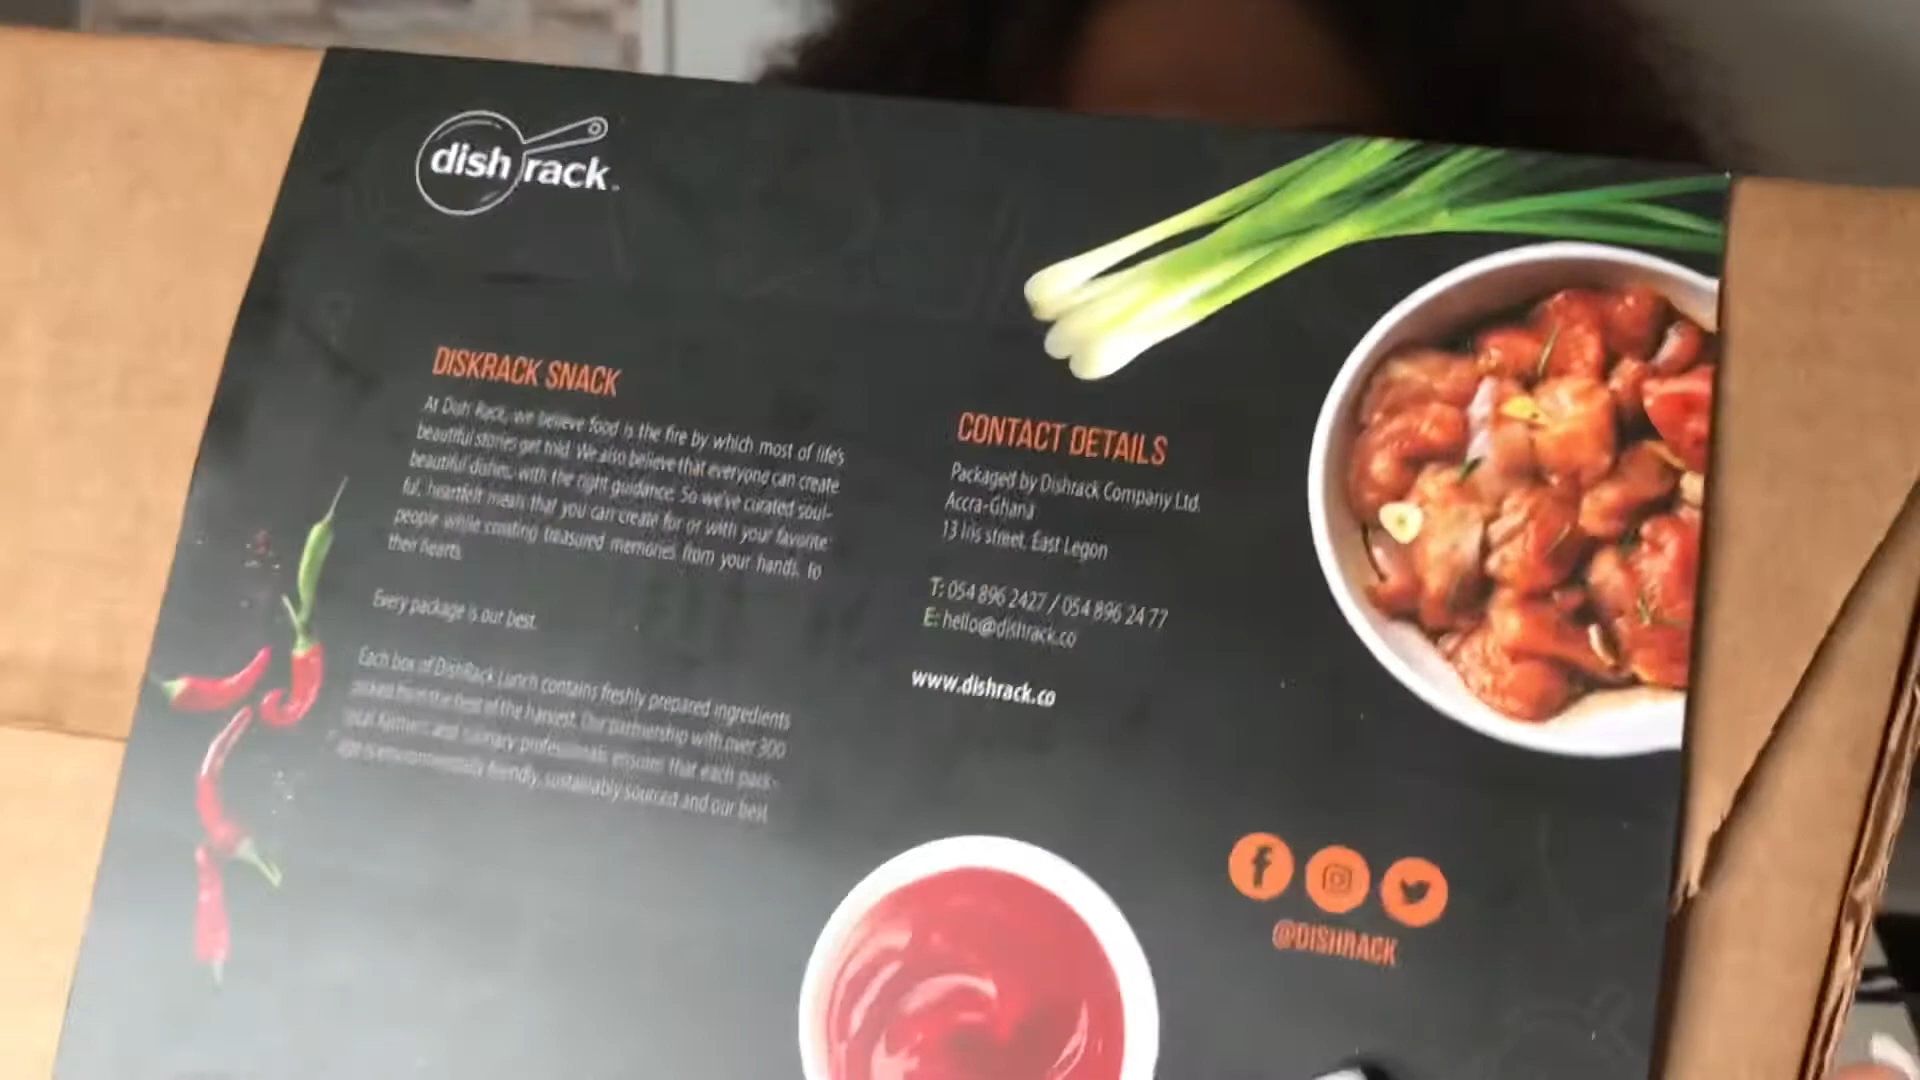 dish rack
DISKRACK SNACK
At Dish Rack, we believe food is the fire by which most of life's
beautiful stories get told. We also believe that everyone can create
beautiful dishes, with the right guidance. So we've curated soul-
ful, heartfelt meals that you can create for or with your favorite
people while creating treasured memories from your hands, to
their hearts.
Every package is our best.
Each box of DishRack Lunch contains freshly prepared ingredients
picked from the best of the harvest. Our partnership with over 300
local farmers and culinary professionals ensures that each pack-
age is environmentally friendly, sustainably sourced and our best.
CONTACT DETAILS
Packaged by Dishrack Company Ltd.
Accra-Ghana
13 Iris street, East Legon
T: 054 896 2427 / 054 896 24 77
E: hello@dishrack.co
www.dishrack.co
@DISHRACK